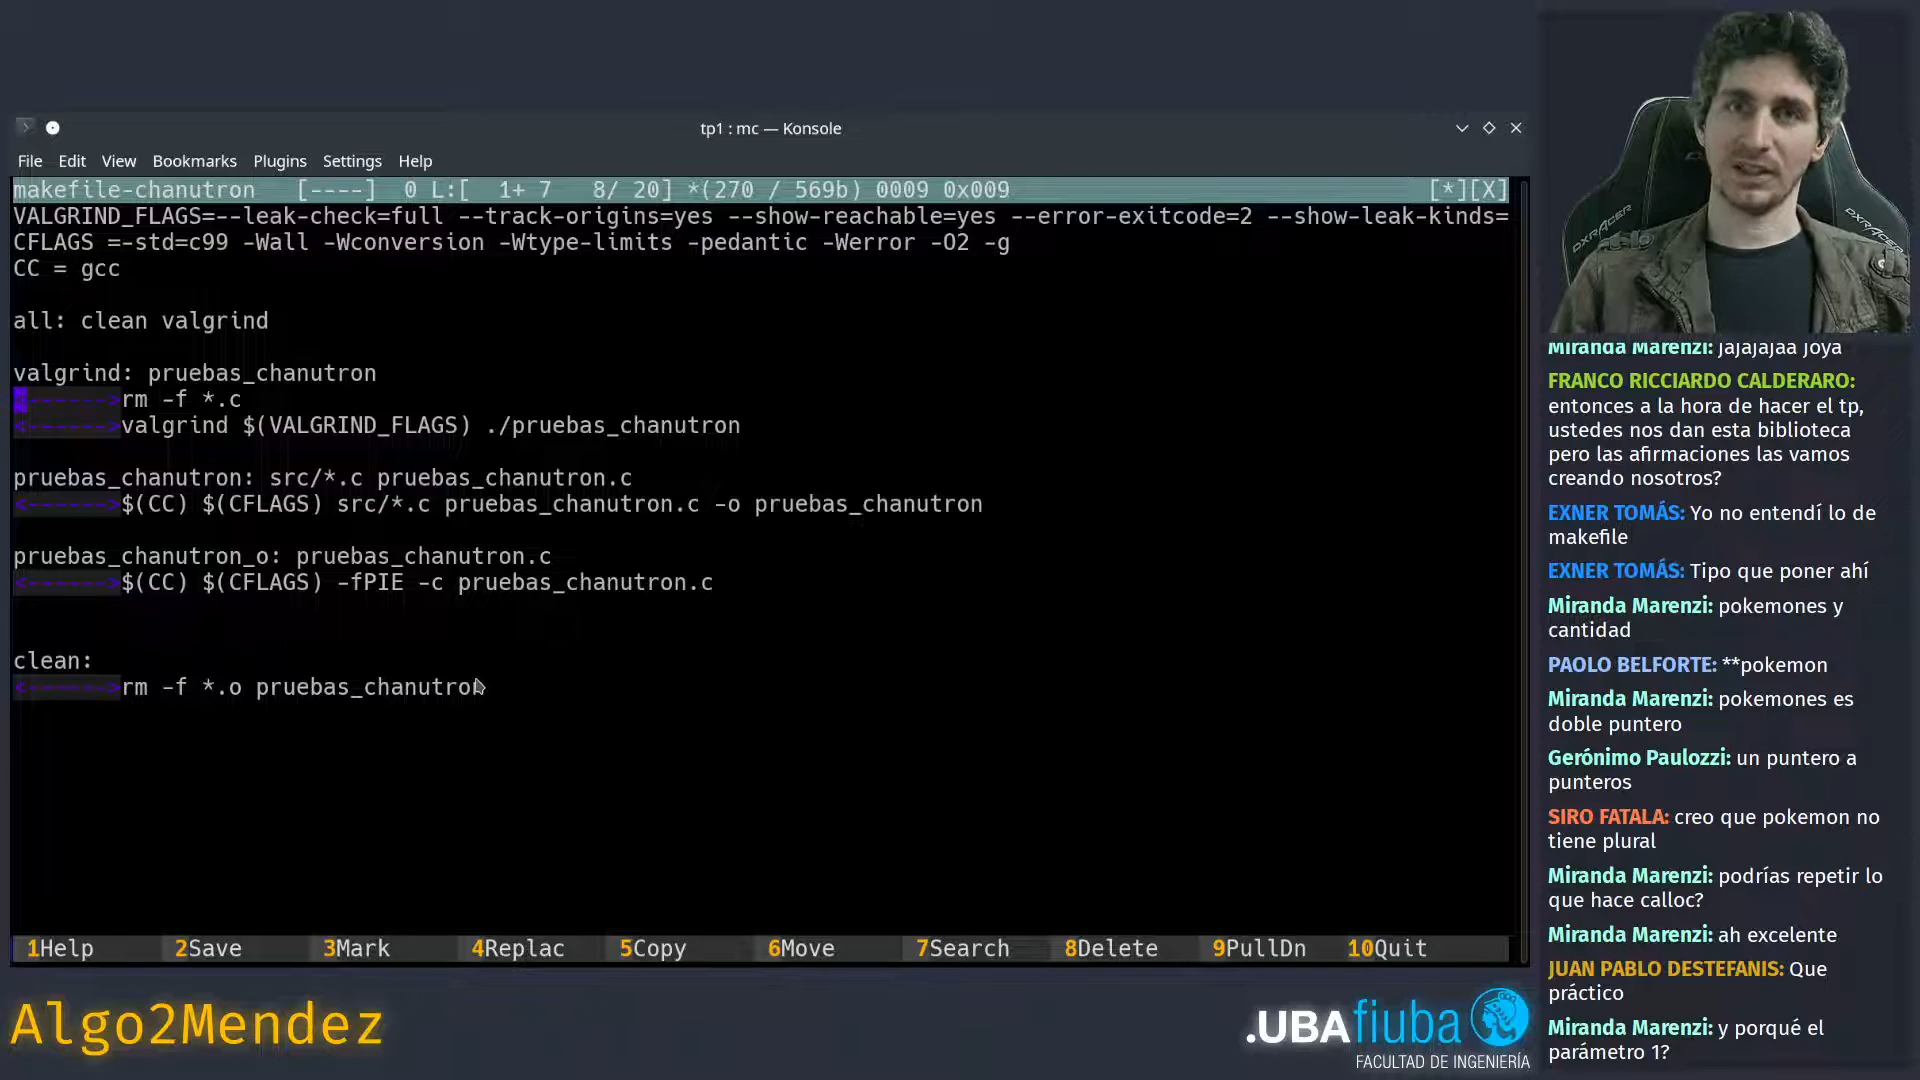 tp1 : mc — Konsole
File Edit View Bookmarks Plugins Settings Help
makefile-chanutron [----] 0 L:[ 1+ 7 8/ 20] *(270 / 569b) 0009 0x009 [*][X]
VALGRIND_FLAGS=--leak-check=full --track-origins=yes --show-reachable=yes --error-exitcode=2 --show-leak-kinds=
CFLAGS =-std=c99 -Wall -Wconversion -Wtype-limits -pedantic -Werror -O2 -g
CC = gcc
all: clean valgrind
valgrind: pruebas_chanutron
<------>rm -f *.c
<------>valgrind $(VALGRIND_FLAGS) ./pruebas_chanutron
pruebas_chanutron: src/*.c pruebas_chanutron.c
<------>$(CC) $(CFLAGS) src/*.c pruebas_chanutron.c -o pruebas_chanutron
pruebas_chanutron_o: pruebas_chanutron.c
<------>$(CC) $(CFLAGS) -fPIE -c pruebas_chanutron.c
clean:
<------>rm -f *.o pruebas_chanutron
1Help 2Save 3Mark 4Replac 5Copy 6Move 7Search 8Delete 9PullDn 10Quit
Algo2Mendez
.UBAfiuba
FACULTAD DE INGENIERÍA
DXRACER
DXRACER
Miranda Marenzi: jajajajaa joya
FRANCO RICCIARDO CALDERARO:
entonces a la hora de hacer el tp,
ustedes nos dan esta biblioteca
pero las afirmaciones las vamos
creando nosotros?
EXNER TOMÁS: Yo no entendí lo de
makefile
EXNER TOMÁS: Tipo que poner ahí
Miranda Marenzi: pokemones y
cantidad
PAOLO BELFORTE: **pokemon
Miranda Marenzi: pokemones es
doble puntero
Gerónimo Paulozzi: un puntero a
punteros
SIRO FATALA: creo que pokemon no
tiene plural
Miranda Marenzi: podrías repetir lo
que hace calloc?
Miranda Marenzi: ah excelente
JUAN PABLO DESTEFANIS: Que
práctico
Miranda Marenzi: y porqué el
parámetro 1?